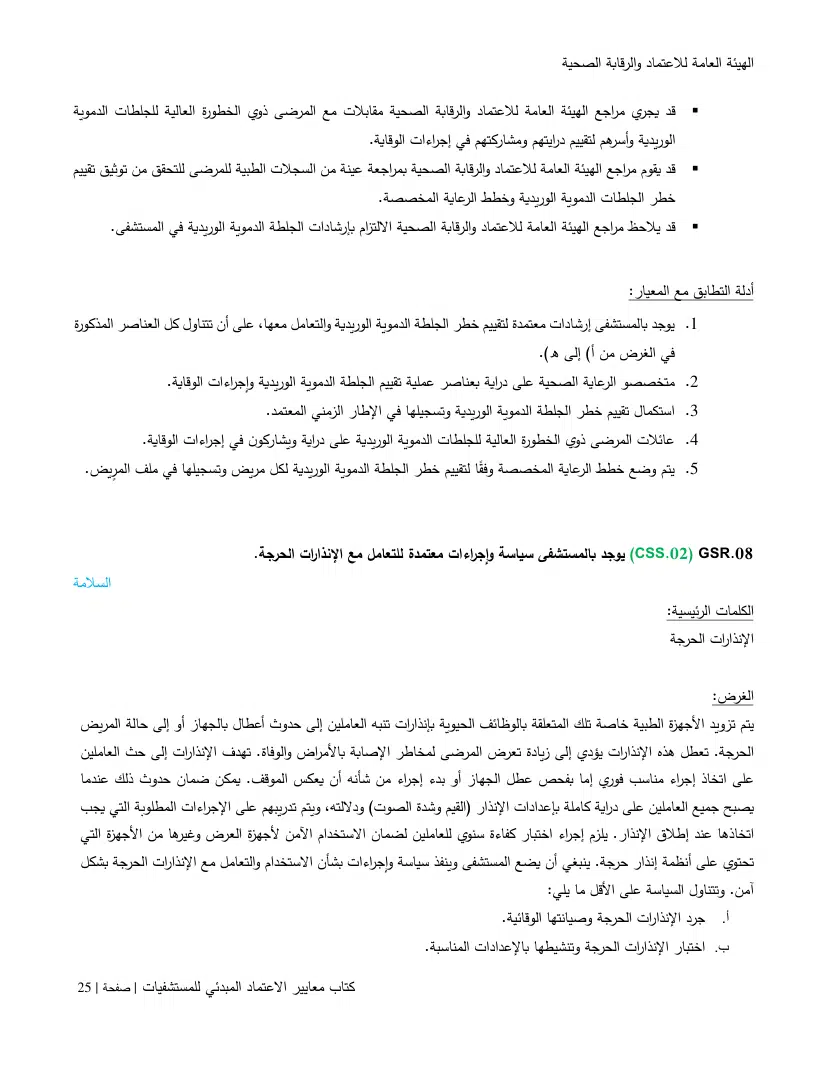 الهيئة العامة للاعتماد والرقابة الصحية
▪ قد يجري مراجع الهيئة العامة للاعتماد والرقابة الصحية مقابلات مع المرضى ذوي الخطورة العالية للجلطات الدموية
الوريدية وأسرهم لتقييم درايتهم ومشاركتهم في إجراءات الوقاية.
▪ قد يقوم مراجع الهيئة العامة للاعتماد والرقابة الصحية بمراجعة عينة من السجلات الطبية للمرضى للتحقق من توثيق تقييم
خطر الجلطات الدموية الوريدية وخطط الرعاية المخصصة.
▪ قد يلاحظ مراجع الهيئة العامة للاعتماد والرقابة الصحية الالتزام بإرشادات الجلطة الدموية الوريدية في المستشفى.
أدلة التطابق مع المعيار:
1. يوجد بالمستشفى إرشادات معتمدة لتقييم خطر الجلطة الدموية الوريدية والتعامل معها، على أن تتناول كل العناصر المذكورة
في الغرض من أ) إلى ه).
2. متخصصو الرعاية الصحية على دراية بعناصر عملية تقييم الجلطة الدموية الوريدية وإجراءات الوقاية.
3. استكمال تقييم خطر الجلطة الدموية الوريدية وتسجيلها في الإطار الزمني المعتمد.
4. عائلات المرضى ذوي الخطورة العالية للجلطات الدموية الوريدية على دراية ويشاركون في إجراءات الوقاية.
5. يتم وضع خطط الرعاية المخصصة وفقًا لتقييم خطر الجلطة الدموية الوريدية لكل مريض وتسجيلها في ملف المريض.
GSR.08 (CSS.02) يوجد بالمستشفى سياسة وإجراءات معتمدة للتعامل مع الإنذارات الحرجة.
السلامة
الكلمات الرئيسية:
الإنذارات الحرجة
الغرض:
يتم تزويد الأجهزة الطبية خاصة تلك المتعلقة بالوظائف الحيوية بإنذارات تنبه العاملين إلى حدوث أعطال بالجهاز أو إلى حالة المريض
الحرجة. تعطل هذه الإنذارات يؤدي إلى زيادة تعرض المرضى لمخاطر الإصابة بالأمراض والوفاة. تهدف الإنذارات إلى حث العاملين
على اتخاذ إجراء مناسب فوري إما بفحص عطل الجهاز أو بدء إجراء من شأنه أن يعكس الموقف. يمكن ضمان حدوث ذلك عندما
يصبح جميع العاملين على دراية كاملة بإعدادات الإنذار (القيم وشدة الصوت) ودلالته، ويتم تدريبهم على الإجراءات المطلوبة التي يجب
اتخاذها عند إطلاق الإنذار. يلزم إجراء اختبار كفاءة سنوي للعاملين لضمان الاستخدام الآمن لأجهزة العرض وغيرها من الأجهزة التي
تحتوي على أنظمة إنذار حرجة. ينبغي أن يضع المستشفى وينفذ سياسة وإجراءات بشأن الاستخدام والتعامل مع الإنذارات الحرجة بشكل
آمن. وتتناول السياسة على الأقل ما يلي:
أ. جرد الإنذارات الحرجة وصيانتها الوقائية.
ب. اختبار الإنذارات الحرجة وتنشيطها بالإعدادات المناسبة.
كتاب معايير الاعتماد المبدئي للمستشفيات | صفحة | 25